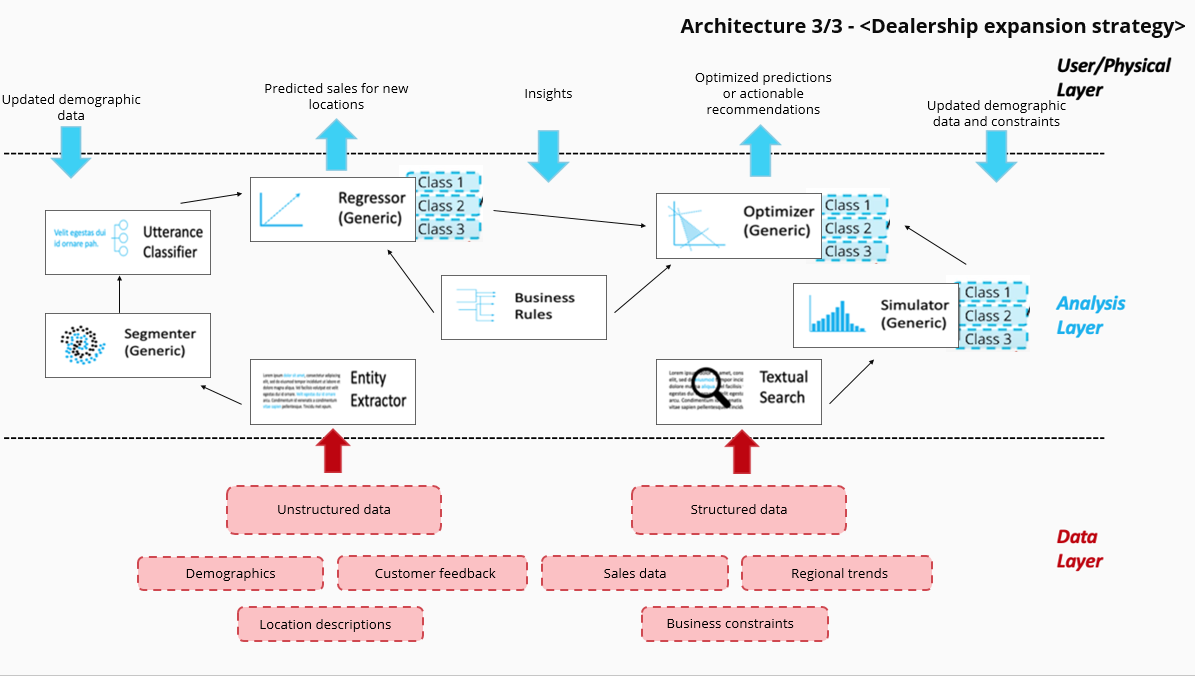 Architecture 3/3 - <Dealership expansion strategy>
User/Physical
Layer
Updated demographic
data
Predicted sales for new
locations
Insights
Optimized predictions
or actionable
recommendations
Updated demographic
data and constraints
Regressor
(Generic)
Class 1
Class 2
Class 3
Optimizer
(Generic)
Class 1
Class 2
Class 3
Velit egestas dui
id ornare pah.
Utterance
Classifier
Business
Rules
Simulator
(Generic)
Class 1
Class 2
Class 3
Analysis
Layer
Segmenter
(Generic)
Entity
Extractor
Textual
Search
Unstructured data
Structured data
Data
Layer
Demographics
Customer feedback
Sales data
Regional trends
Location descriptions
Business constraints